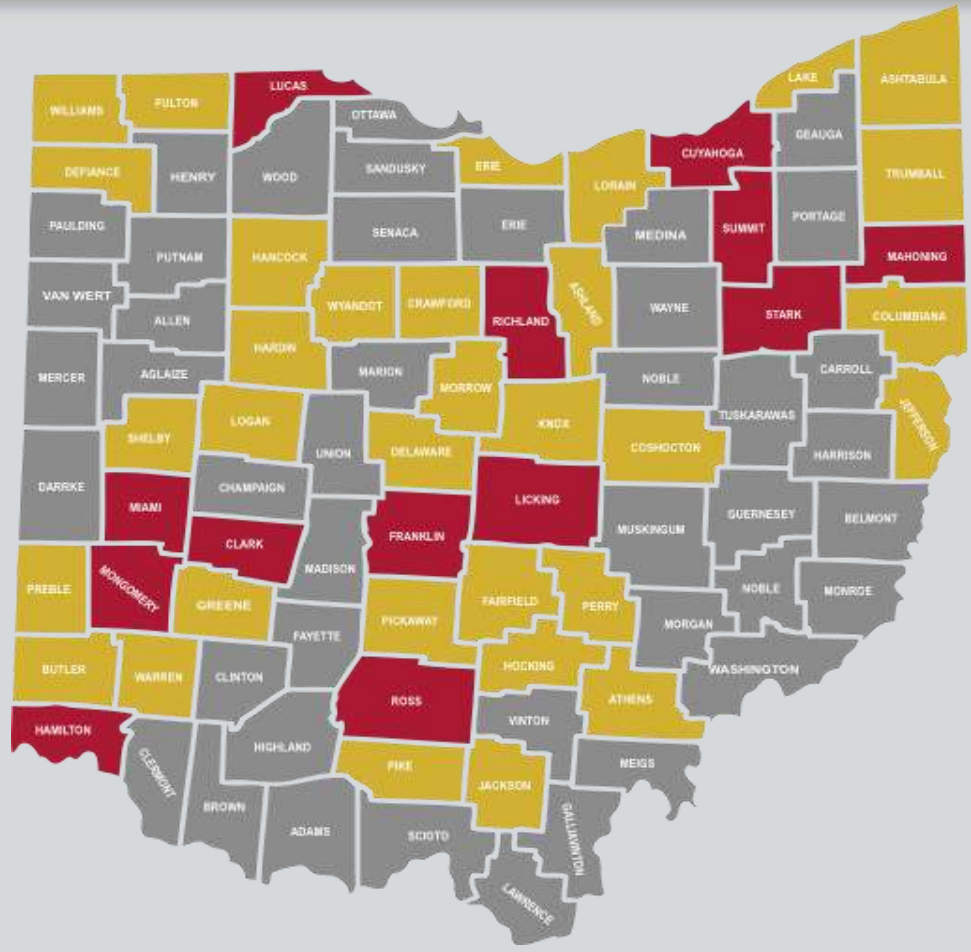 LUCAS
LAKE
ASHTABULA
WILLIAMS
FULTON
OTTAWA
GEAUGA
CUYAHOGA
DEFIANCE
HENRY
WOOD
SANDUSKY
ERIE
LORAIN
TRUMBALL
PAULDING
SENACA
ERIE
MEDINA
SUMMIT
PORTAGE
PUTNAM
HANCOCK
MAHONING
VAN WERT
WYANDOT
CRAWFORD
RICHLAND
ASHLAND
WAYNE
STARK
COLUMBIANA
ALLEN
HARDIN
MERCER
AGLAIZE
MARION
MORROW
NOBLE
CARROLL
LOGAN
KNOX
TUSKARAWAS
JEFFERSON
SHELBY
UNION
DELAWARE
COSHOCTON
HARRISON
DARRKE
CHAMPAIGN
MIAMI
LICKING
GUERNESEY
BELMONT
CLARK
FRANKLIN
MUSKINGUM
PREBLE
MONGOMERY
MADISON
NOBLE
MONROE
GREENE
FAIRFIELD
PERRY
PICKAWAY
MORGAN
FAYETTE
BUTLER
WARREN
CLINTON
HOCKING
WASHINGTON
ROSS
ATHENS
HAMILTON
VINTON
CLERMONT
HIGHLAND
PIKE
JACKSON
MEIGS
BROWN
ADAMS
SCIOTO
GALLIAVINTON
LAWRENCE